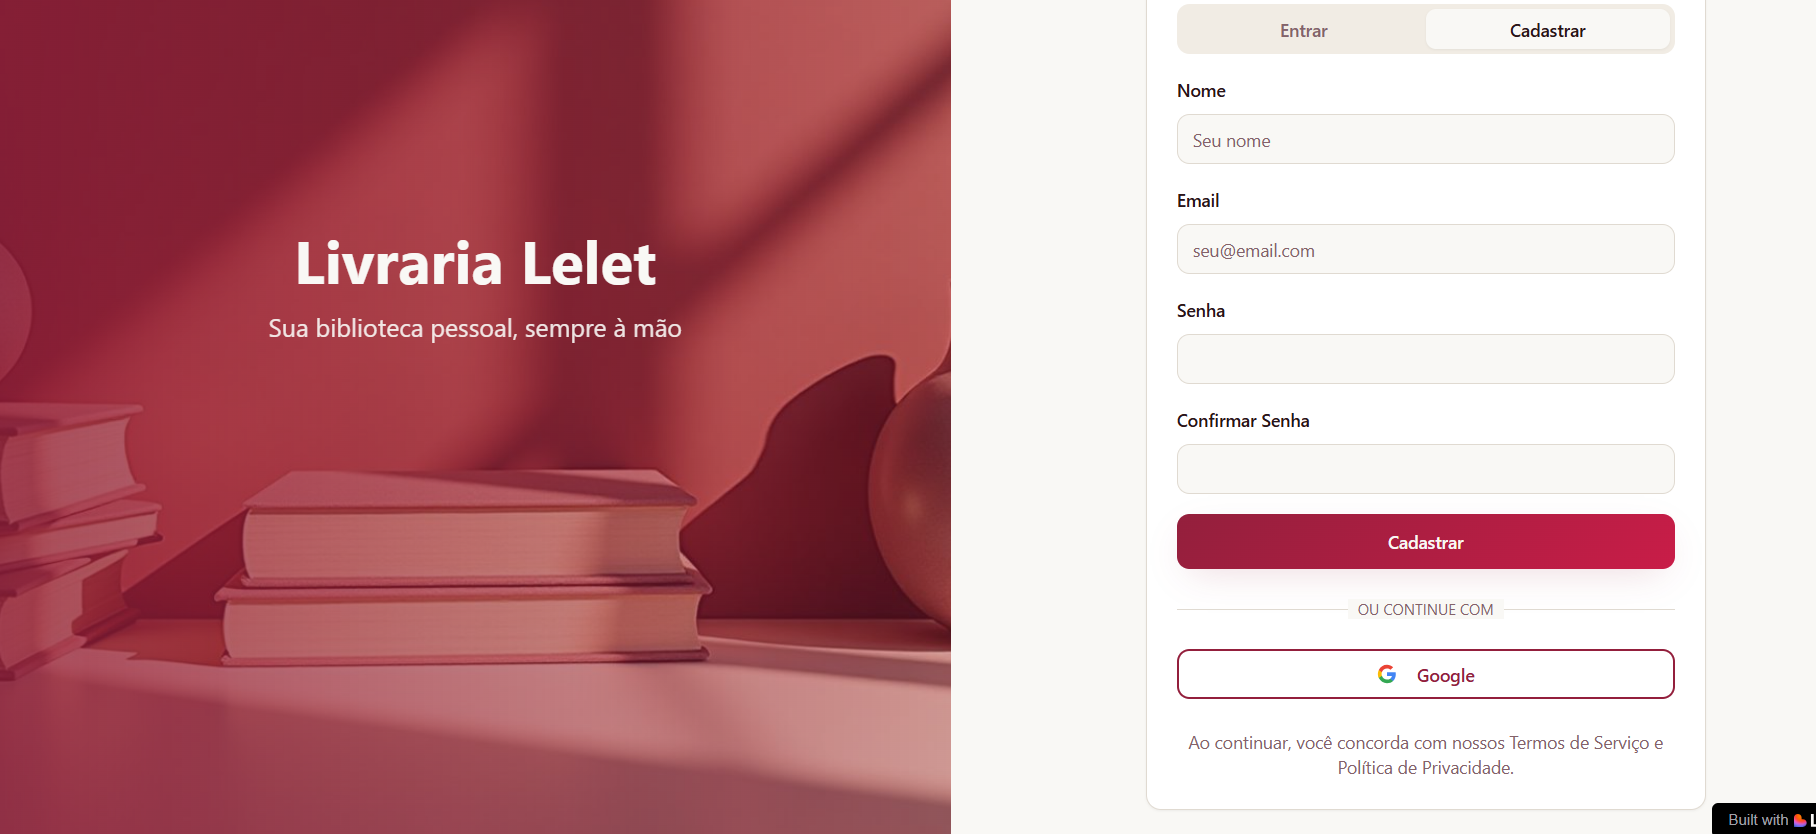 Livraria Lelet
Sua biblioteca pessoal, sempre à mão
Entrar
Cadastrar
Nome
Seu nome
Email
seu@email.com
Senha
Confirmar Senha
Cadastrar
OU CONTINUE COM
Google
Ao continuar, você concorda com nossos Termos de Serviço e
Política de Privacidade.
Built with